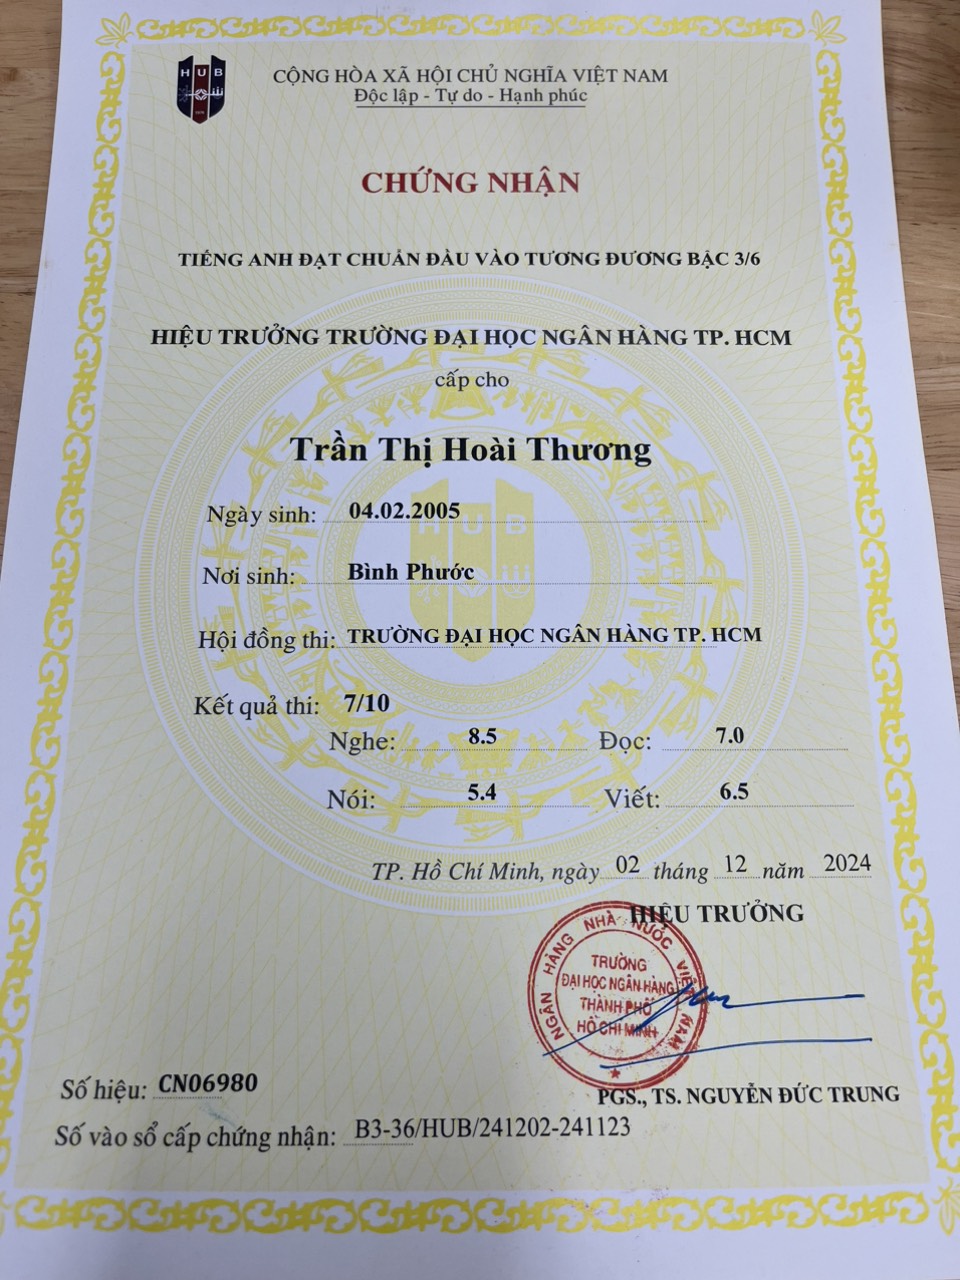 HUB
CỘNG HÒA XÃ HỘI CHỦ NGHĨA VIỆT NAM
Độc lập - Tự do - Hạnh phúc
CHỨNG NHẬN
TIẾNG ANH ĐẠT CHUẨN ĐẦU VÀO TƯƠNG ĐƯƠNG BẬC 3/6
HIỆU TRƯỞNG TRƯỜNG ĐẠI HỌC NGÂN HÀNG TP. HCM
cấp cho
Trần Thị Hoài Thương
Ngày sinh: 04.02.2005
Nơi sinh: Bình Phước
Hội đồng thi: TRƯỜNG ĐẠI HỌC NGÂN HÀNG TP. HCM
Kết quả thi: 7/10
Nghe: 8.5 Đọc: 7.0
Nói: 5.4 Viết: 6.5
TP. Hồ Chí Minh, ngày 02 tháng 12 năm 2024
HIỆU TRƯỞNG
NGÂN HÀNG NHÀ NƯỚC VIỆT NAM
TRƯỜNG
ĐẠI HỌC NGÂN HÀNG
THÀNH PHỐ
HỒ CHÍ MINH
PGS., TS. NGUYỄN ĐỨC TRUNG
Số hiệu: CN06980
Số vào sổ cấp chứng nhận: B3-36/HUB/241202-241123